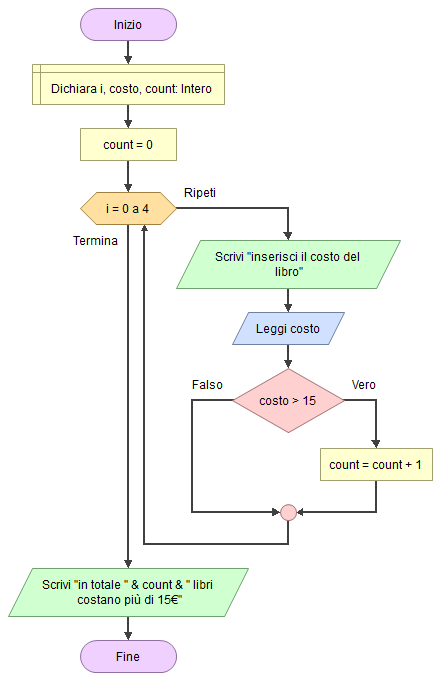 Inizio
Dichiara i, costo, count: Intero
count = 0
i = 0 a 4
Ripeti
Termina
Scrivi "inserisci il costo del
libro"
Leggi costo
Falso
Vero
costo > 15
count = count + 1
Scrivi "in totale " & count & " libri
costano più di 15€"
Fine